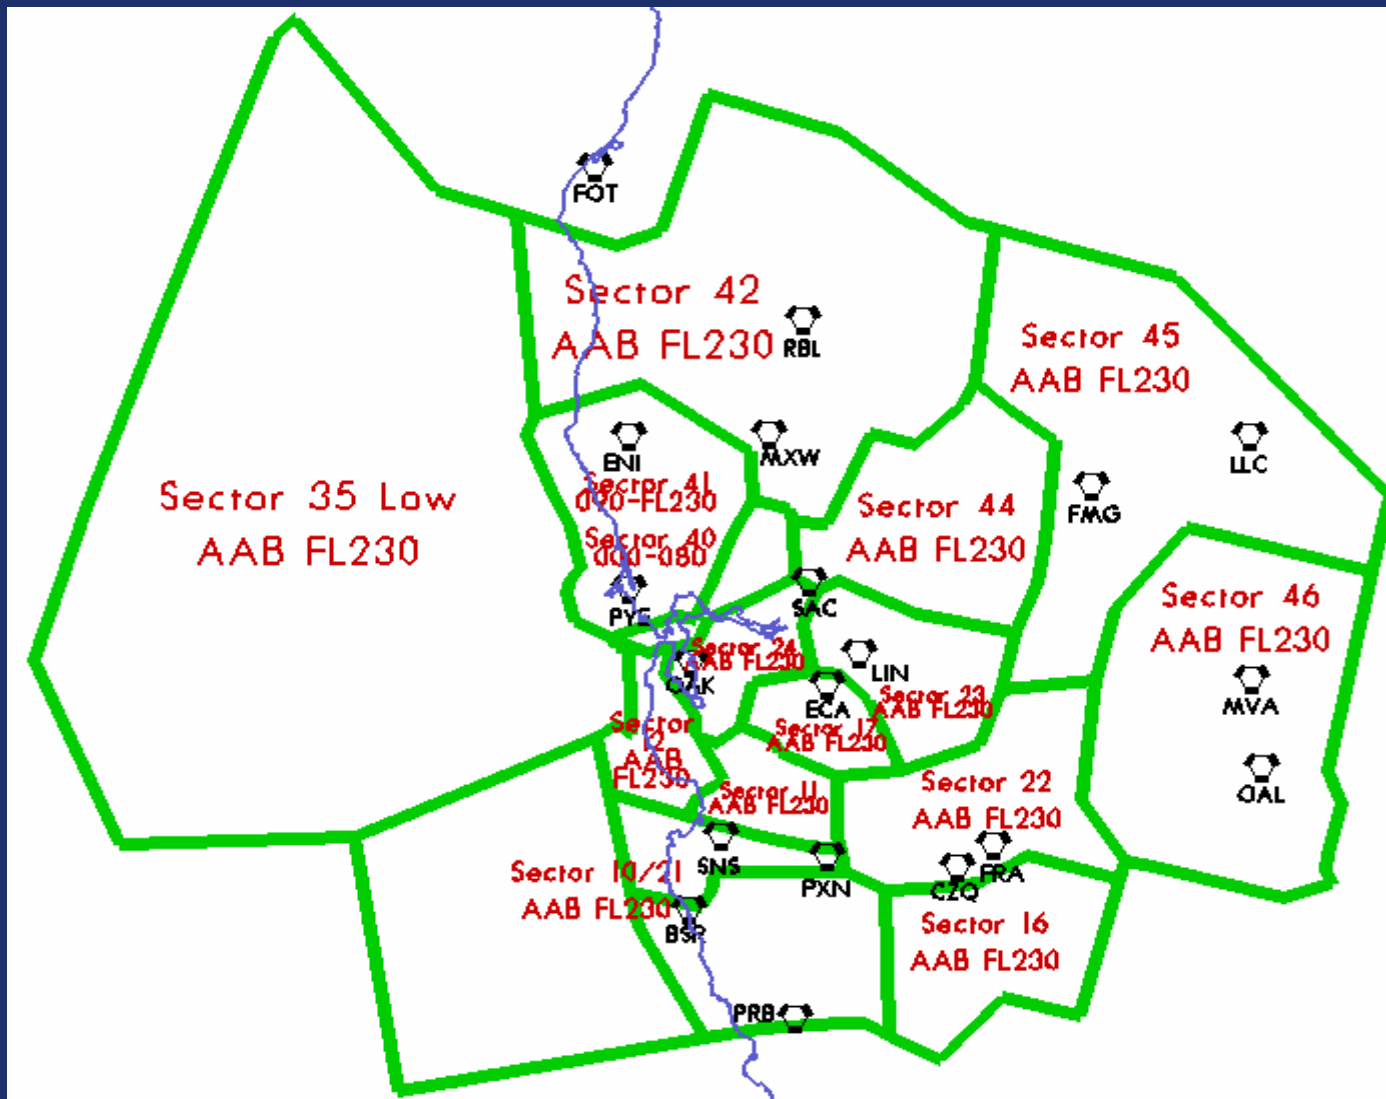 FOT
Sector 42
AAB FL230
RBL
Sector 45
AAB FL230
ENI
MXW
LLC
Sector 41
090-FL230
FMG
Sector 35 Low
AAB FL230
Sector 44
AAB FL230
Sector 40
000-080
PYE
SAC
Sector 46
AAB FL230
Sector 24
AAB FL230
OAK
LIN
ECA
MVA
Sector 23
AAB FL230
Sector
12
AAB
FL230
Sector 17
AAB FL230
Sector 11
AAB FL230
Sector 22
AAB FL230
OAL
SNS
PXN
CZQ
FRA
Sector 10/21
AAB FL230
BSR
Sector 16
AAB FL230
PRB